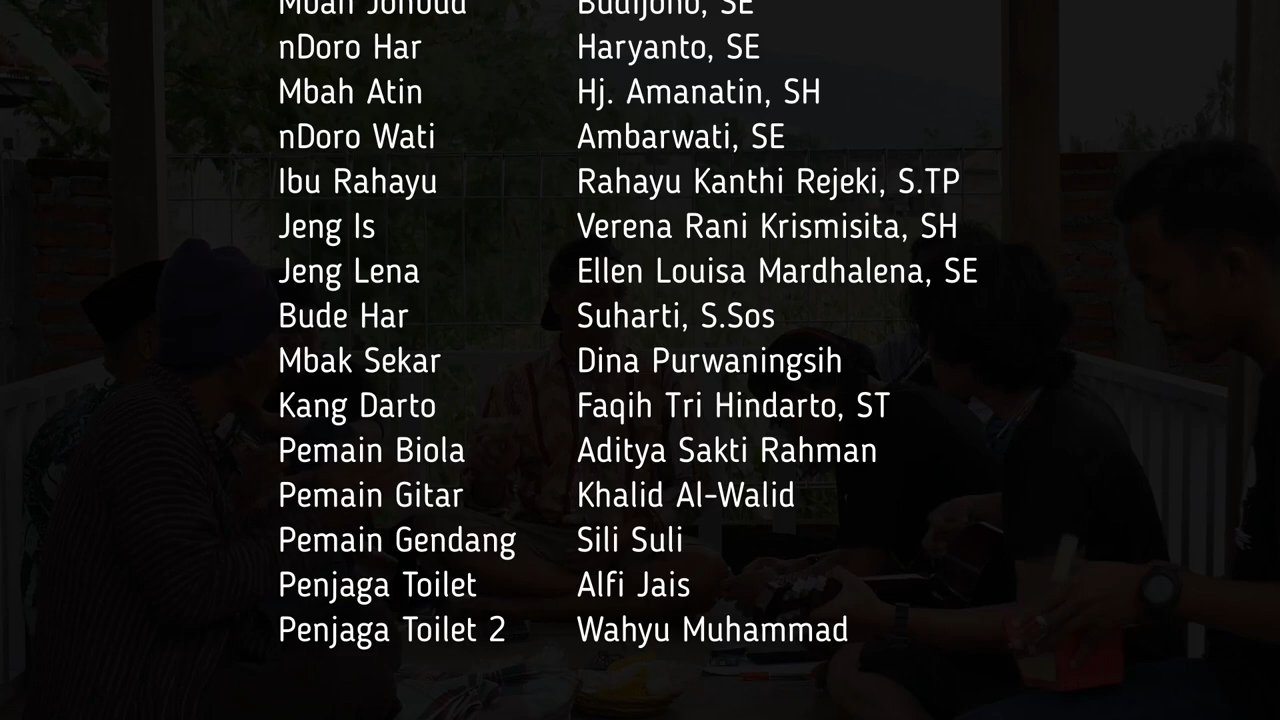 nDoro Har Haryanto, SE
Mbah Atin Hj. Amanatin, SH
nDoro Wati Ambarwati, SE
Ibu Rahayu Rahayu Kanthi Rejeki, S.TP
Jeng Is Verena Rani Krismisita, SH
Jeng Lena Ellen Louisa Mardhalena, SE
Bude Har Suharti, S.Sos
Mbak Sekar Dina Purwaningsih
Kang Darto Faqih Tri Hindarto, ST
Pemain Biola Aditya Sakti Rahman
Pemain Gitar Khalid Al-Walid
Pemain Gendang Sili Suli
Penjaga Toilet Alfi Jais
Penjaga Toilet 2 Wahyu Muhammad